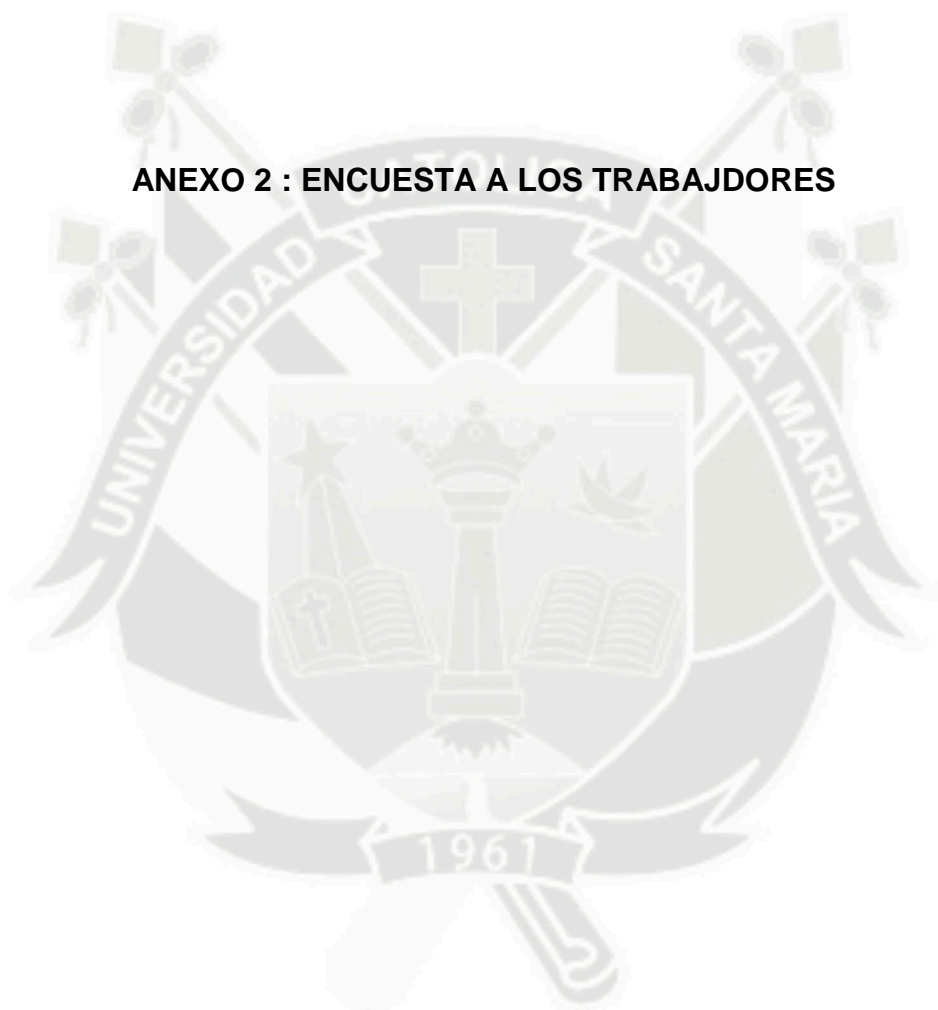 ANEXO 2 : ENCUESTA A LOS TRABAJDORES
CATOLICA
UNIVERSIDAD
SANTA MARIA
1961